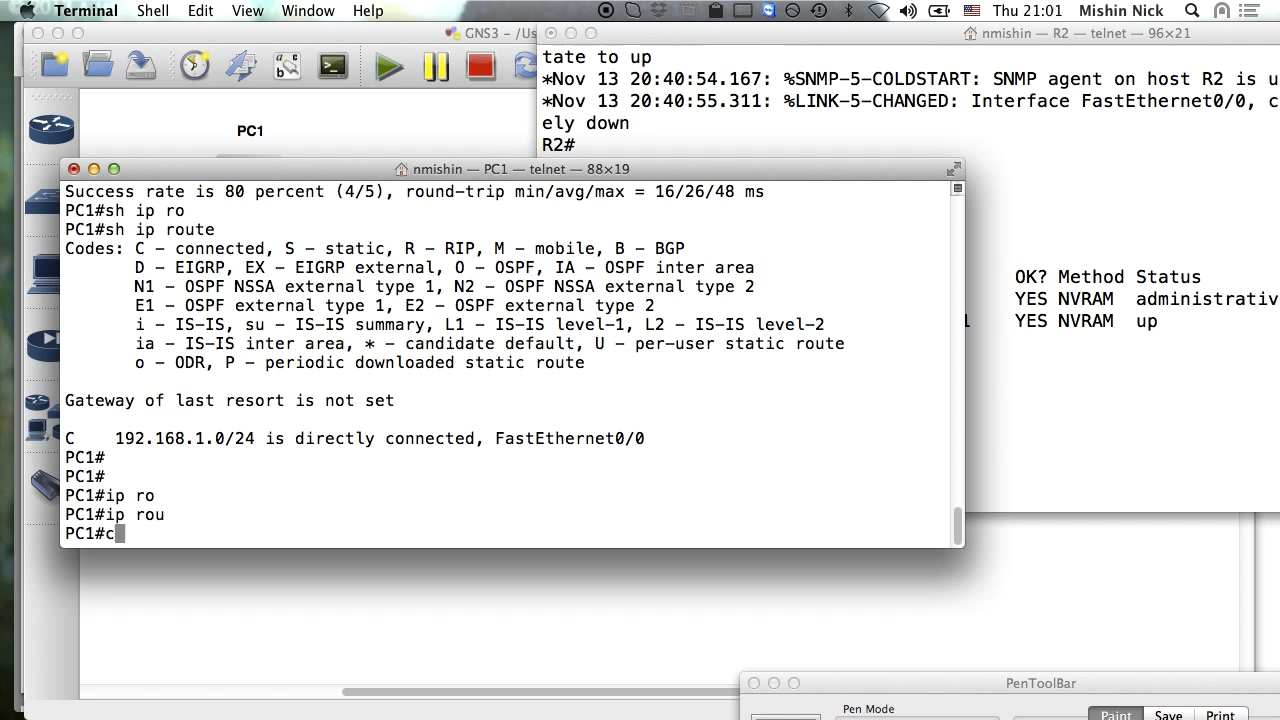 Terminal Shell Edit View Window Help Thu 21:01 Mishin Nick
GNS3 — /Us
nmishin — R2 — telnet — 96×21
tate to up
*Nov 13 20:40:54.167: %SNMP-5-COLDSTART: SNMP agent on host R2 is u
*Nov 13 20:40:55.311: %LINK-5-CHANGED: Interface FastEthernet0/0, c
ely down
R2#
PC1
OK? Method Status
YES NVRAM administrativ
1 YES NVRAM up
nmishin — PC1 — telnet — 88×19
Success rate is 80 percent (4/5), round-trip min/avg/max = 16/26/48 ms
PC1#sh ip ro
PC1#sh ip route
Codes: C - connected, S - static, R - RIP, M - mobile, B - BGP
D - EIGRP, EX - EIGRP external, O - OSPF, IA - OSPF inter area
N1 - OSPF NSSA external type 1, N2 - OSPF NSSA external type 2
E1 - OSPF external type 1, E2 - OSPF external type 2
i - IS-IS, su - IS-IS summary, L1 - IS-IS level-1, L2 - IS-IS level-2
ia - IS-IS inter area, * - candidate default, U - per-user static route
o - ODR, P - periodic downloaded static route
Gateway of last resort is not set
C 192.168.1.0/24 is directly connected, FastEthernet0/0
PC1#
PC1#
PC1#ip ro
PC1#ip rou
PC1#c
PenToolBar
Pen Mode
Paint Save Print